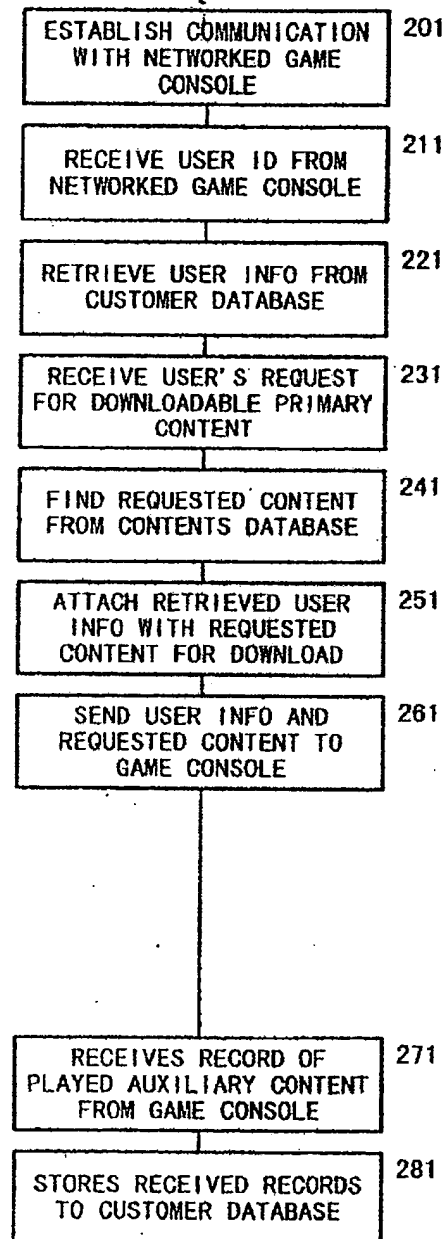 ESTABLISH COMMUNICATION
WITH NETWORKED GAME
CONSOLE
201
RECEIVE USER ID FROM
NETWORKED GAME CONSOLE
211
RETRIEVE USER INFO FROM
CUSTOMER DATABASE
221
RECEIVE USER'S REQUEST
FOR DOWNLOADABLE PRIMARY
CONTENT
231
FIND REQUESTED CONTENT
FROM CONTENTS DATABASE
241
ATTACH RETRIEVED USER
INFO WITH REQUESTED
CONTENT FOR DOWNLOAD
251
SEND USER INFO AND
REQUESTED CONTENT TO
GAME CONSOLE
261
RECEIVES RECORD OF
PLAYED AUXILIARY CONTENT
FROM GAME CONSOLE
271
STORES RECEIVED RECORDS
TO CUSTOMER DATABASE
281